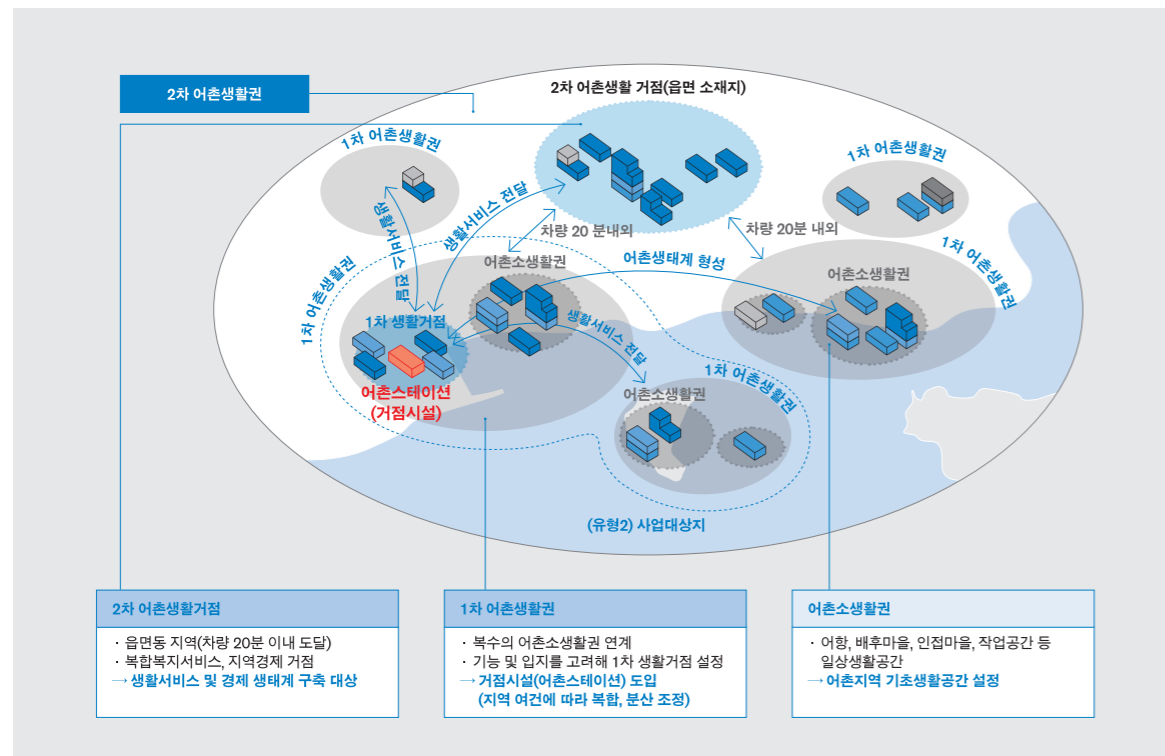 2차 어촌생활권
2차 어촌생활 거점(읍면 소재지)
1차 어촌생활권
1차 어촌생활권
생활서비스 전달
생활서비스 전달
차량 20 분내외
차량 20분 내외
1차 어촌생활권
어촌소생활권
어촌생태계 형성
어촌소생활권
1차 어촌생활권
1차 생활거점
생활서비스 전달
어촌스테이션
(거점시설)
1차 어촌생활권
어촌소생활권
(유형2) 사업대상지
2차 어촌생활거점
· 읍면동 지역(차량 20분 이내 도달)
· 복합복지서비스, 지역경제 거점
→ 생활서비스 및 경제 생태계 구축 대상
1차 어촌생활권
· 복수의 어촌소생활권 연계
· 기능 및 입지를 고려해 1차 생활거점 설정
→ 거점시설(어촌스테이션) 도입
(지역 여건에 따라 복합, 분산 조정)
어촌소생활권
· 어항, 배후마을, 인접마을, 작업공간 등
일상생활공간
→ 어촌지역 기초생활공간 설정